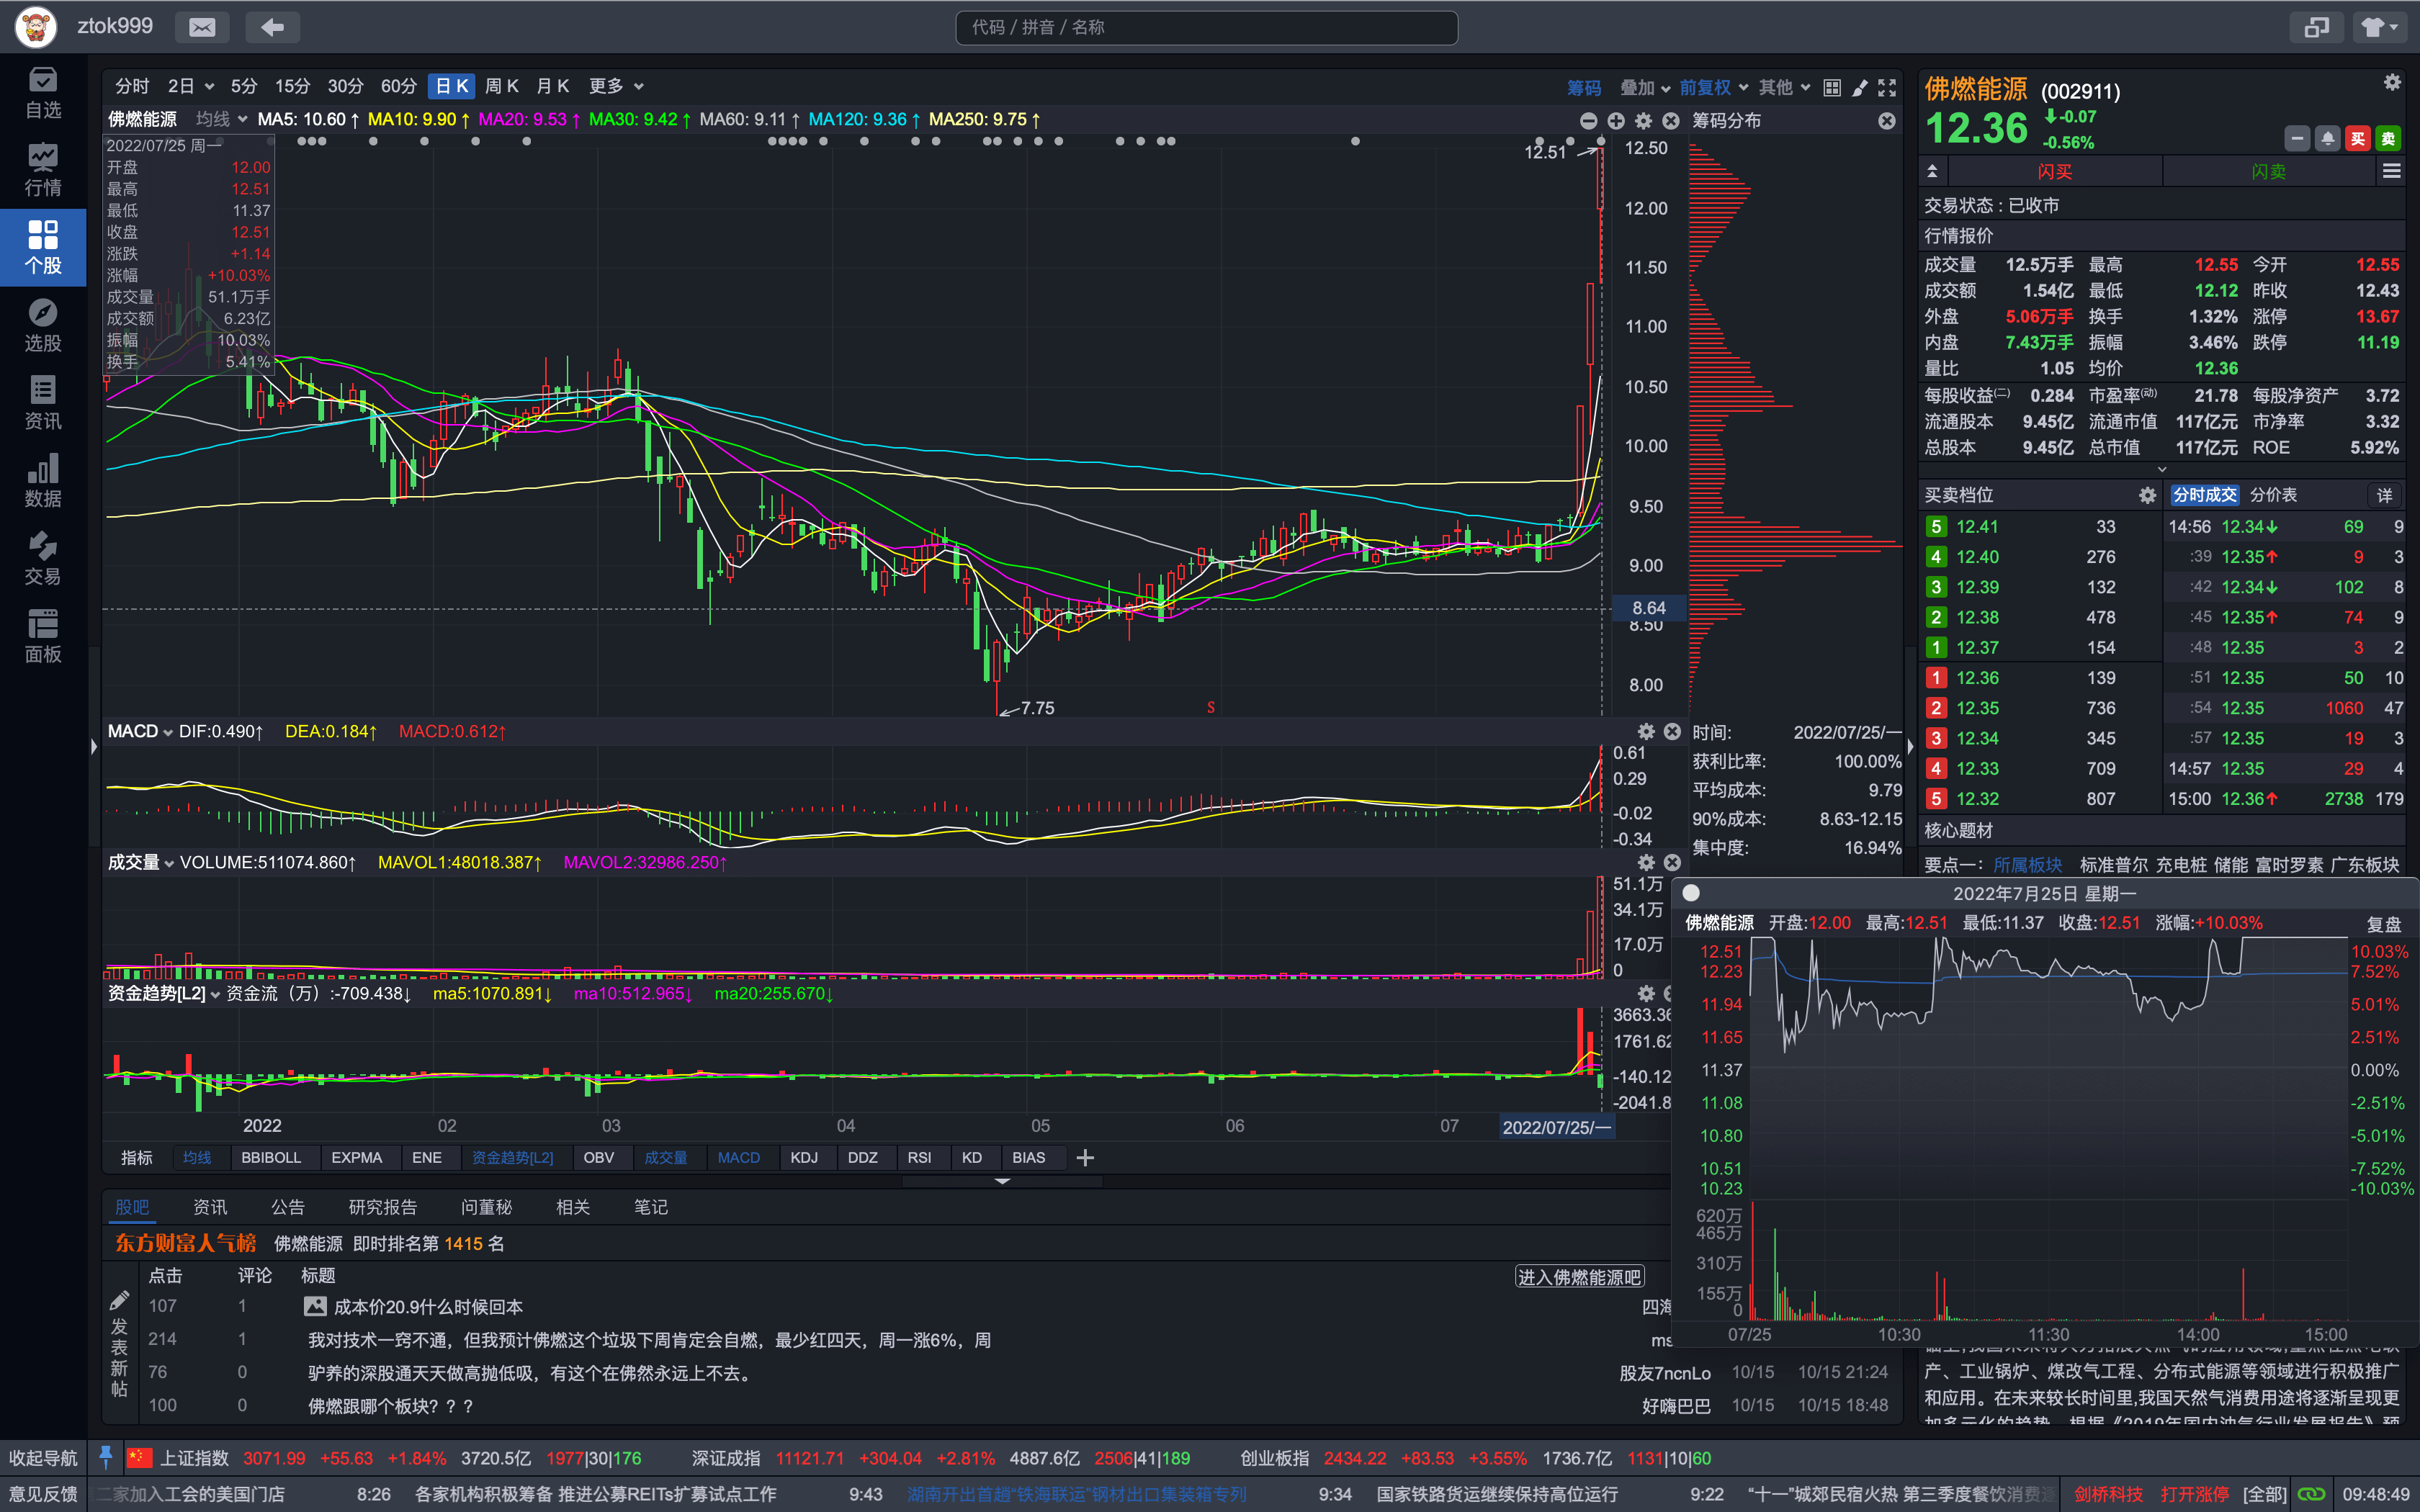 ztok999
代码 / 拼音 / 名称
自选
行情
个股
选股
资讯
数据
交易
面板
分时 2日 5分 15分 30分 60分 日K 周K 月K 更多
筹码 叠加 前复权 其他
佛燃能源 均线 MA5: 10.60↑ MA10: 9.90↑ MA20: 9.53↑ MA30: 9.42↑ MA60: 9.11↑ MA120: 9.36↑ MA250: 9.75↑
筹码分布
2022/07/25 周一
开盘 12.00
最高 12.51
最低 11.37
收盘 12.51
涨跌 +1.14
涨幅 +10.03%
成交量 51.1万手
成交额 6.23亿
振幅 10.03%
换手 5.41%
12.51
7.75
S
12.50
12.00
11.50
11.00
10.50
10.00
9.50
9.00
8.64
8.50
8.00
MACD DIF:0.490↑ DEA:0.184↑ MACD:0.612↑
0.61
0.29
-0.02
-0.34
成交量 VOLUME:511074.860↑ MAVOL1:48018.387↑ MAVOL2:32986.250↑
51.1万
34.1万
17.0万
0
资金趋势[L2] 资金流（万）:-709.438↓ ma5:1070.891↓ ma10:512.965↓ ma20:255.670↓
3663.36
1761.62
-140.12
-2041.8
2022 02 03 04 05 06 07 2022/07/25/一
时间: 2022/07/25/一
获利比率: 100.00%
平均成本: 9.79
90%成本: 8.63-12.15
集中度: 16.94%
指标 均线 BBIBOLL EXPMA ENE 资金趋势[L2] OBV 成交量 MACD KDJ DDZ RSI KD BIAS
股吧 资讯 公告 研究报告 问董秘 相关 笔记
东方财富人气榜 佛燃能源 即时排名第 1415 名
点击 评论 标题
进入佛燃能源吧
发表新帖
107 1 成本价20.9什么时候回本 四海
214 1 我对技术一窍不通，但我预计佛燃这个垃圾下周肯定会自燃，最少红四天，周一涨6%，周 ms
76 0 驴养的深股通天天做高抛低吸，有这个在佛然永远上不去。 股友7ncnLo 10/15 10/15 21:24
100 0 佛燃跟哪个板块？？？ 好嗨巴巴 10/15 10/15 18:48
佛燃能源 (002911)
12.36 -0.07
-0.56%
买 卖
闪买 闪卖
交易状态 : 已收市
行情报价
成交量 12.5万手 最高 12.55 今开 12.55
成交额 1.54亿 最低 12.12 昨收 12.43
外盘 5.06万手 换手 1.32% 涨停 13.67
内盘 7.43万手 振幅 3.46% 跌停 11.19
量比 1.05 均价 12.36
每股收益(二) 0.284 市盈率(动) 21.78 每股净资产 3.72
流通股本 9.45亿 流通市值 117亿元 市净率 3.32
总股本 9.45亿 总市值 117亿元 ROE 5.92%
买卖档位
分时成交 分价表 详
5 12.41 33
4 12.40 276
3 12.39 132
2 12.38 478
1 12.37 154
1 12.36 139
2 12.35 736
3 12.34 345
4 12.33 709
5 12.32 807
14:56 12.34↓ 69 9
:39 12.35↑ 9 3
:42 12.34↓ 102 8
:45 12.35↑ 74 9
:48 12.35 3 2
:51 12.35 50 10
:54 12.35 1060 47
:57 12.35 19 3
14:57 12.35 29 4
15:00 12.36↑ 2738 179
核心题材
要点一： 所属板块 标准普尔 充电桩 储能 富时罗素 广东板块
2022年7月25日 星期一
佛燃能源 开盘:12.00 最高:12.51 最低:11.37 收盘:12.51 涨幅:+10.03% 复盘
12.51 10.03%
12.23 7.52%
11.94 5.01%
11.65 2.51%
11.37 0.00%
11.08 -2.51%
10.80 -5.01%
10.51 -7.52%
10.23 -10.03%
620万
465万
310万
155万
0
07/25 10:30 11:30 14:00 15:00
产、工业锅炉、煤改气工程、分布式能源等领域进行积极推广
和应用。在未来较长时间里,我国天然气消费用途将逐渐呈现更
收起导航 上证指数 3071.99 +55.63 +1.84% 3720.5亿 1977|30|176 深证成指 11121.71 +304.04 +2.81% 4887.6亿 2506|41|189 创业板指 2434.22 +83.53 +3.55% 1736.7亿 1131|10|60
意见反馈 二家加入工会的美国门店 8:26 各家机构积极筹备 推进公募REITs扩募试点工作 9:43 湖南开出首趟“铁海联运”钢材出口集装箱专列 9:34 国家铁路货运继续保持高位运行 9:22 “十一”城郊民宿火热 第三季度餐饮消费 剑桥科技 打开涨停 [全部] 09:48:49